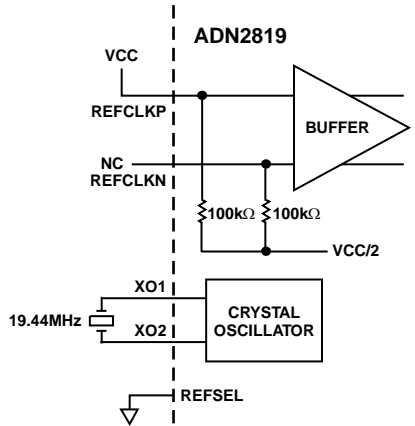 ADN2819
VCC
REFCLKP
BUFFER
NC
REFCLKN
100kΩ
100kΩ
VCC/2
XO1
19.44MHz
CRYSTAL
OSCILLATOR
XO2
REFSEL